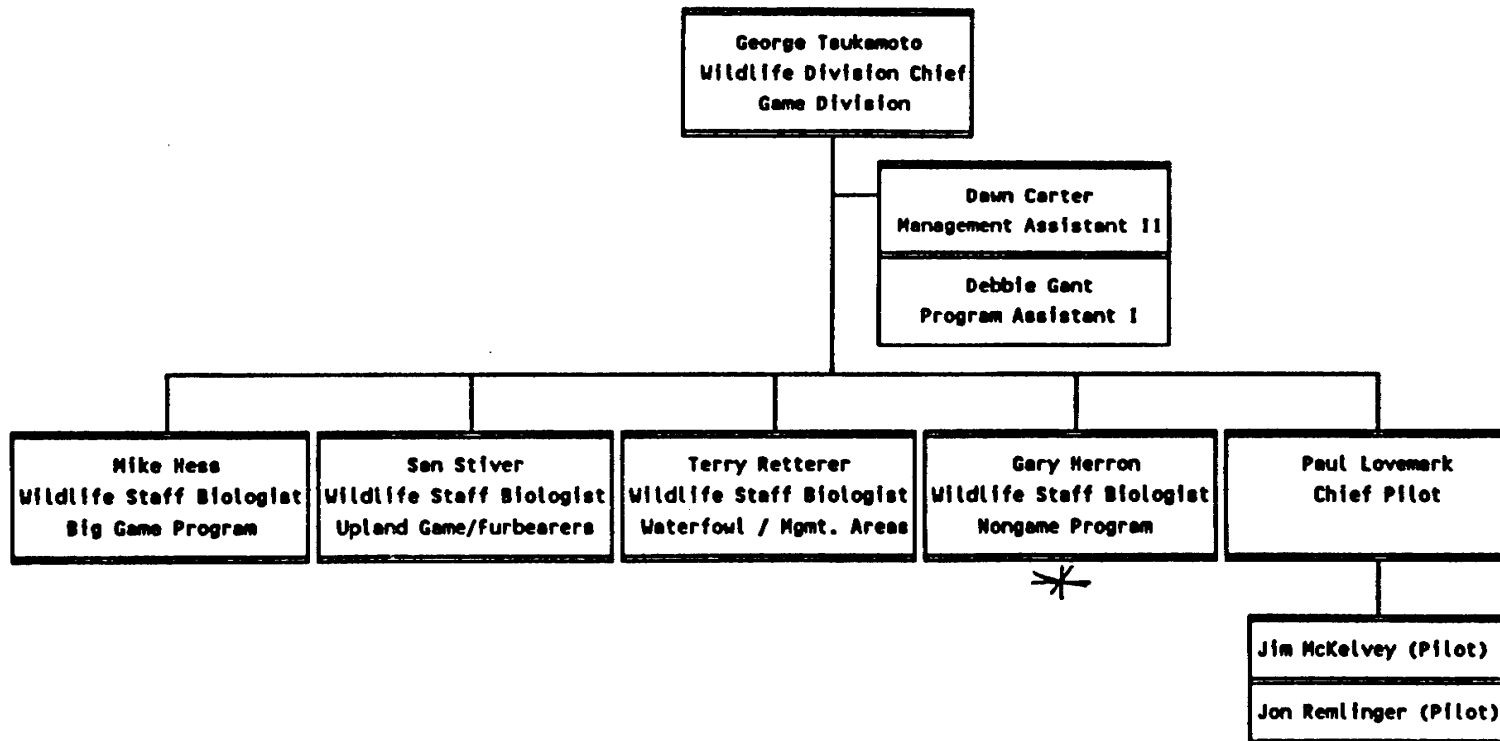 George Tsukamoto
Wildlife Division Chief
Game Division
Dawn Carter
Management Assistant II
Debbie Gant
Program Assistant I
Mike Hess
Wildlife Staff Biologist
Big Game Program
San Stiver
Wildlife Staff Biologist
Upland Game/furbearers
Terry Retterer
Wildlife Staff Biologist
Waterfowl / Mgmt. Areas
Gary Herron
Wildlife Staff Biologist
Nongame Program
Paul Lovemark
Chief Pilot
Jim McKelvey (Pilot)
Jon Remlinger (Pilot)